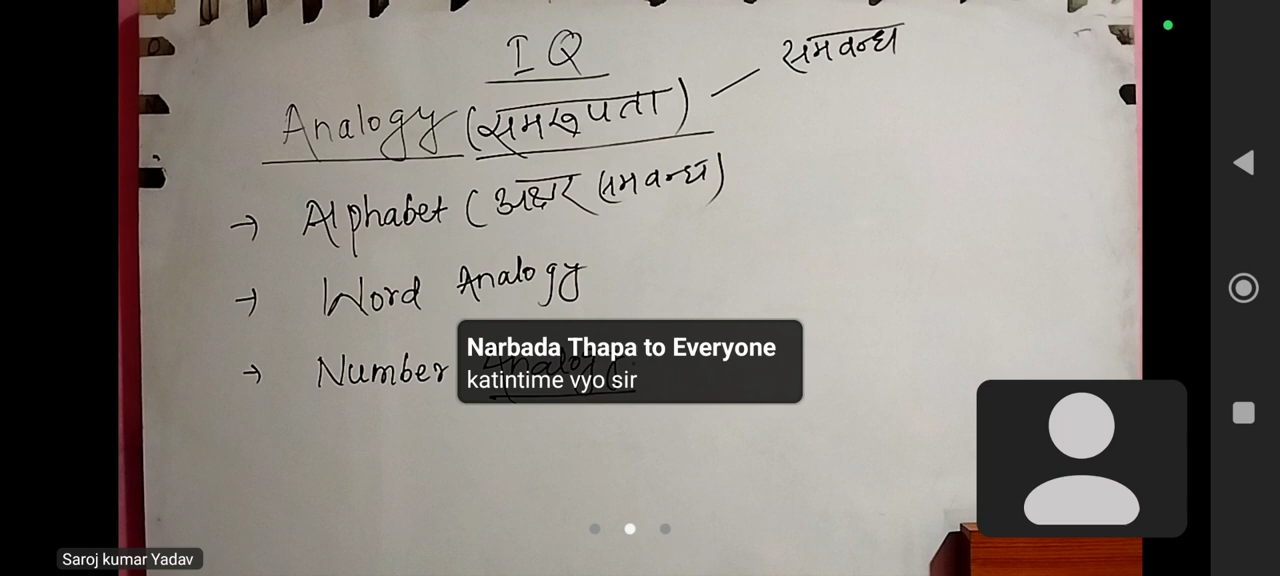 I Q
Analogy (समरूपता) — समवन्ध
→ Alphabet (अक्षर समवन्ध)
→ Word Analogy
→ Number Analogy
Narbada Thapa to Everyone
katintime vyo sir
Saroj kumar Yadav